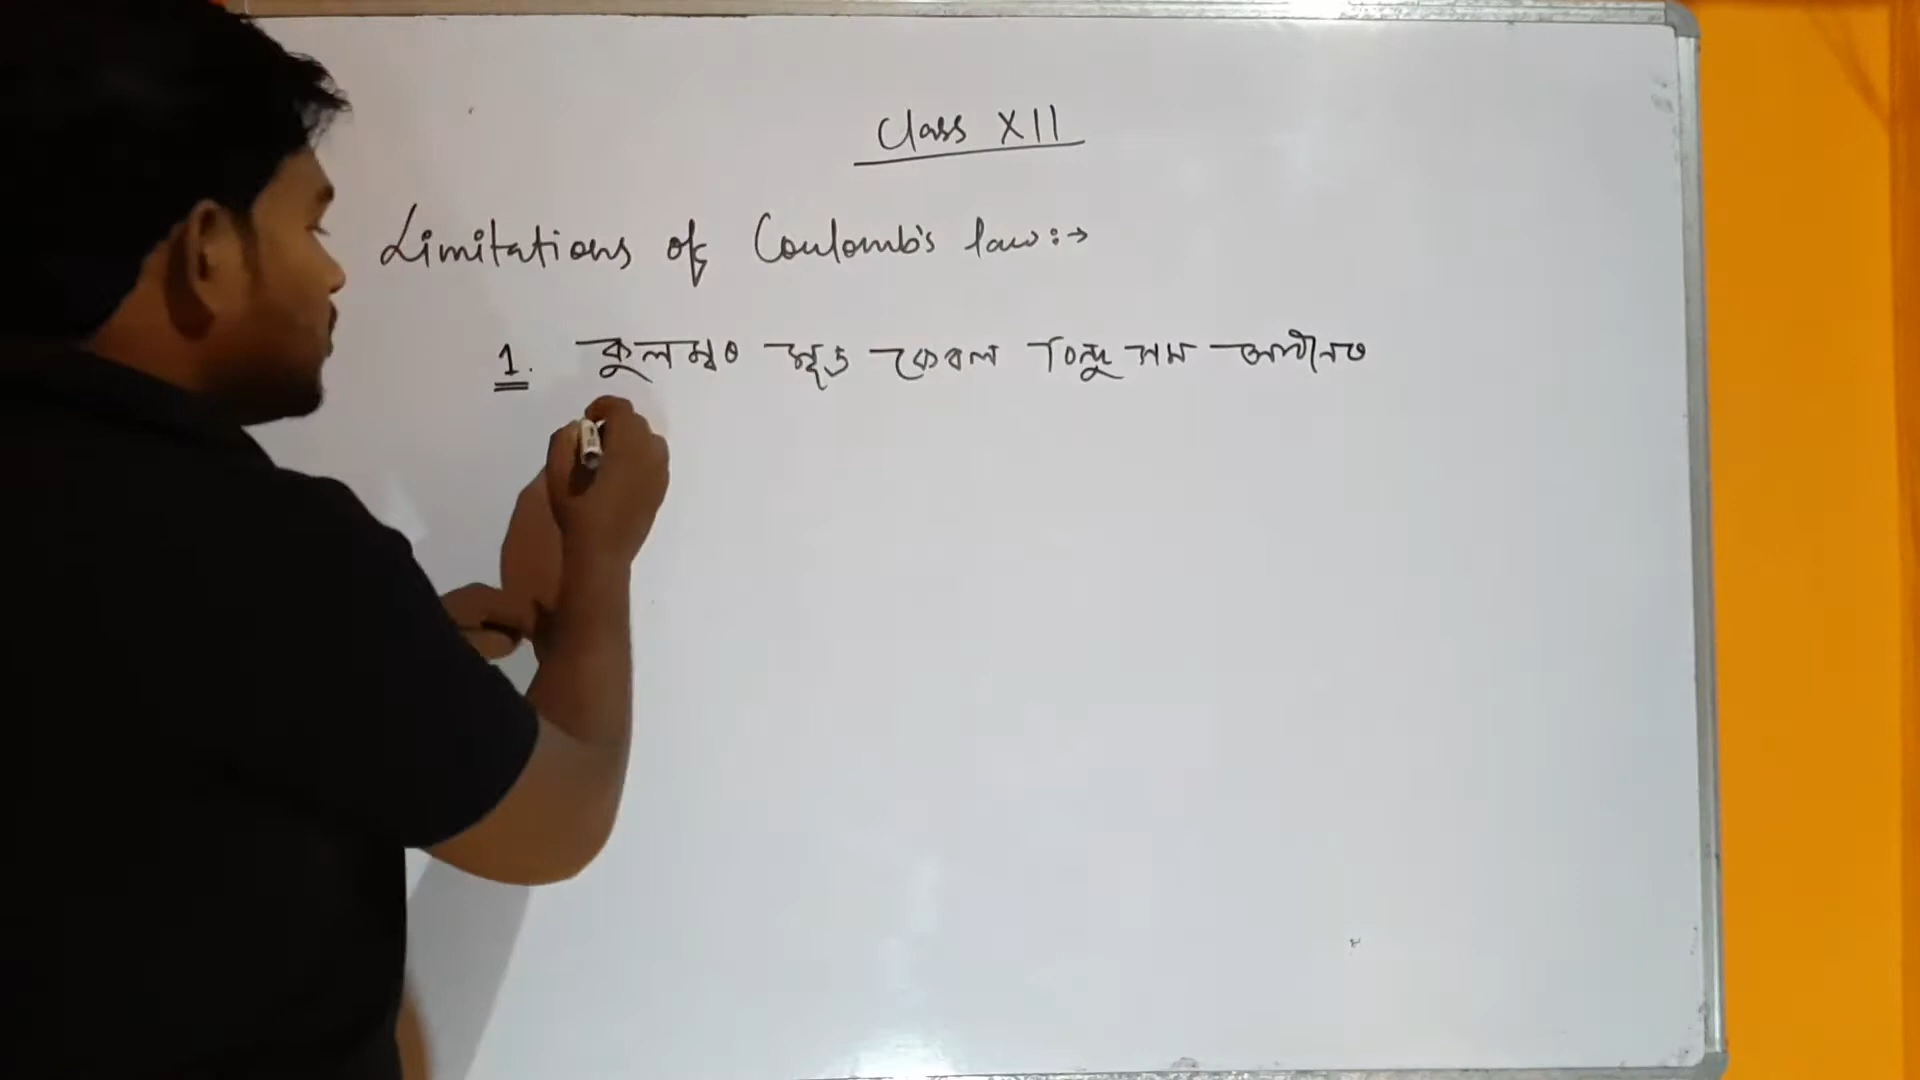 Class XII
Limitations of Coulomb's law:→
1. কুলম্বৰ সূত্ৰ কেৱল বিন্দু সম আধানত